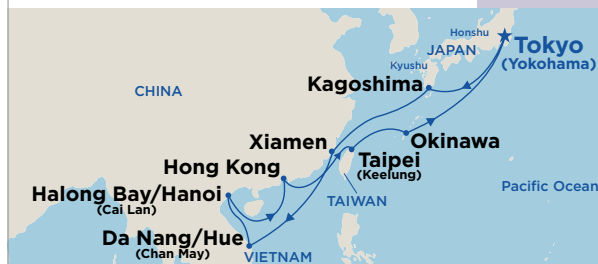 Honshu
JAPAN
Tokyo
(Yokohama)
Kyushu
Kagoshima
CHINA
Xiamen
Okinawa
Hong Kong
Taipei
(Keelung)
Halong Bay/Hanoi
(Cai Lan)
TAIWAN
Pacific Ocean
Da Nang/Hue
(Chan May)
VIETNAM